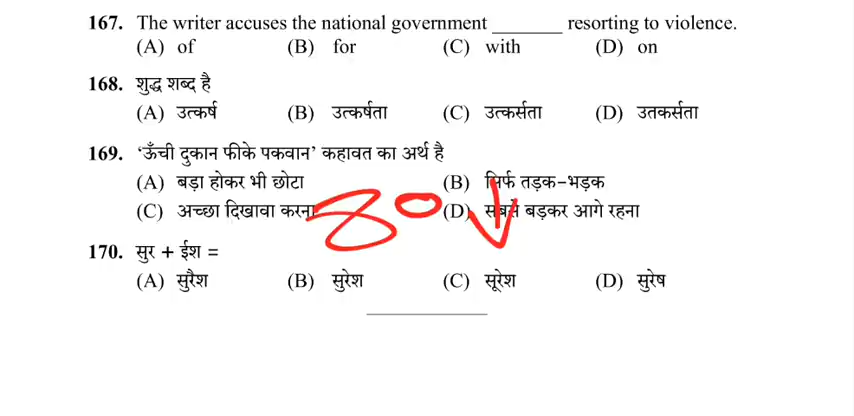 167. The writer accuses the national government _______ resorting to violence.
(A) of (B) for (C) with (D) on
168. शुद्ध शब्द है
(A) उत्कर्ष (B) उत्कर्षता (C) उत्कर्सता (D) उतकर्सता
169. ‘ऊँची दुकान फीके पकवान’ कहावत का अर्थ है
(A) बड़ा होकर भी छोटा (B) सिर्फ तड़क-भड़क
(C) अच्छा दिखावा करना (D) सबसे बड़कर आगे रहना
80
170. सुर + ईश =
(A) सुरैश (B) सुरेश (C) सूरेश (D) सुरेष